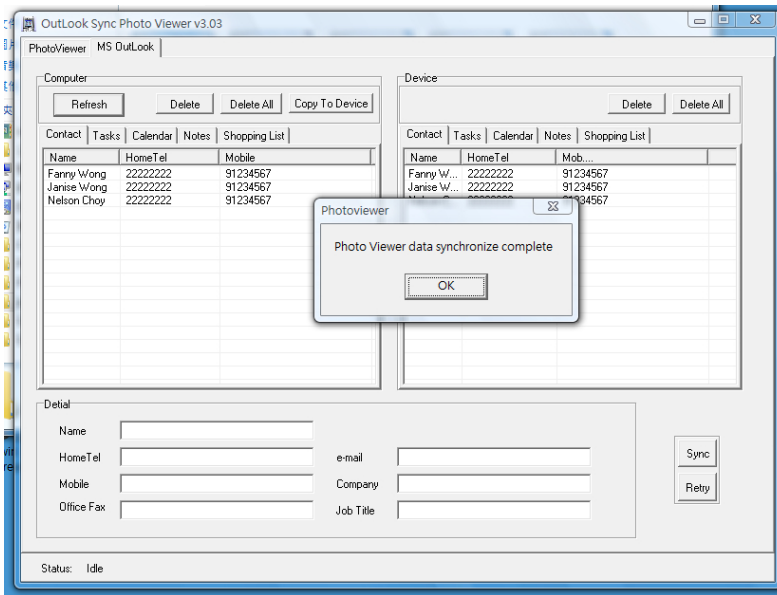 OutLook Sync Photo Viewer v3.03
PhotoViewer MS OutLook
Computer
Refresh Delete Delete All Copy To Device
Contact Tasks Calendar Notes Shopping List
Name HomeTel Mobile
Fanny Wong 22222222 91234567
Janise Wong 22222222 91234567
Nelson Choy 22222222 91234567
Device
Delete Delete All
Contact Tasks Calendar Notes Shopping List
Name HomeTel Mob....
Fanny W... 22222222 91234567
Janise W... 22222222 91234567
Photoviewer
Photo Viewer data synchronize complete
OK
Detial
Name
HomeTel e-mail
Mobile Company
Office Fax Job Title
Sync
Retry
Status: Idle